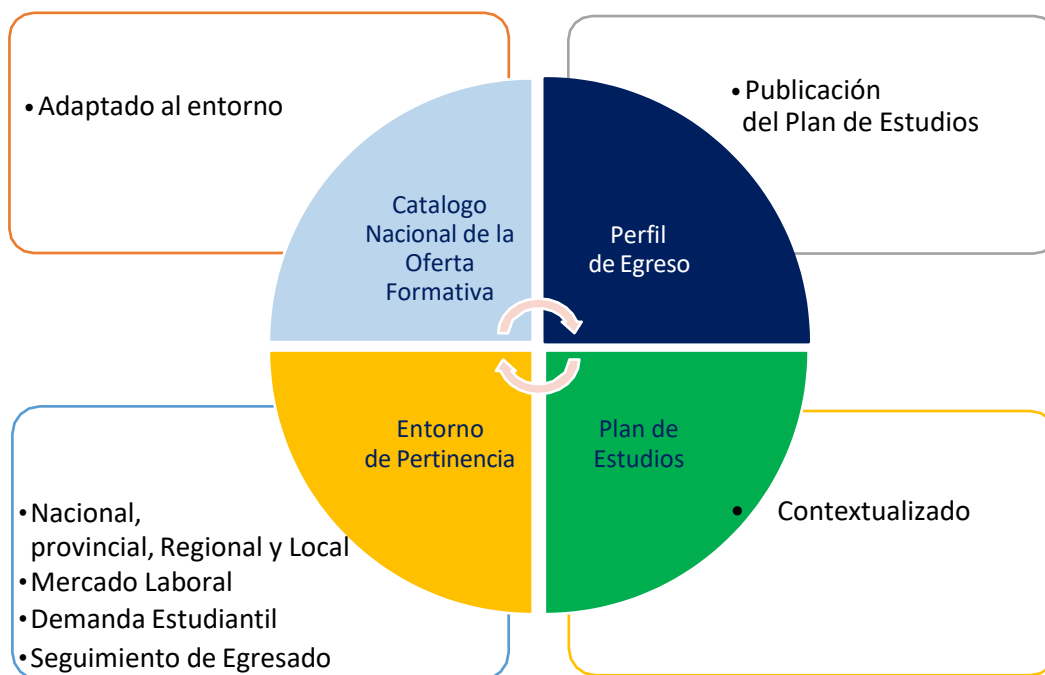 • Adaptado al entorno
• Publicación
del Plan de Estudios
Catalogo
Nacional de la
Oferta
Formativa
Perfil
de Egreso
Entorno
de Pertinencia
Plan de
Estudios
• Nacional,
provincial, Regional y Local
• Mercado Laboral
• Demanda Estudiantil
• Seguimiento de Egresado
• Contextualizado